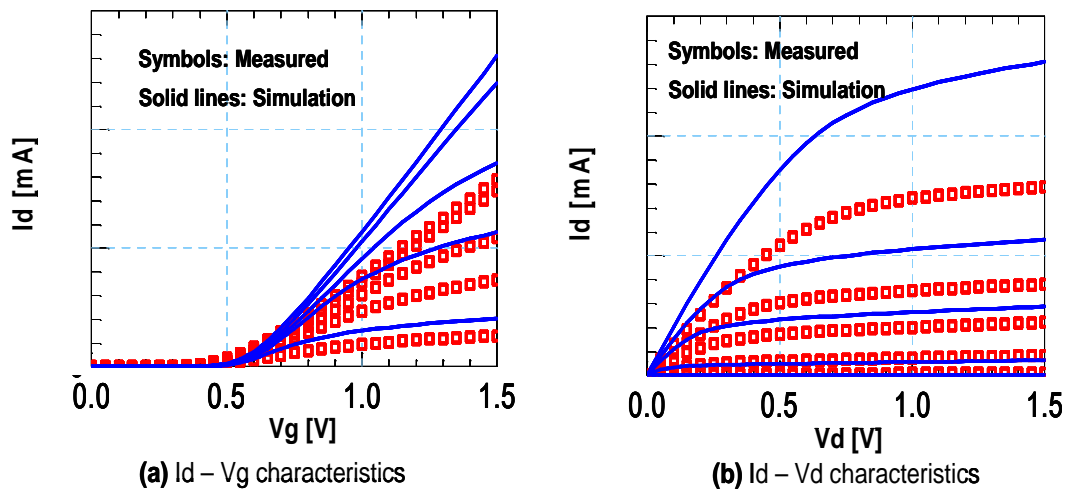 Symbols: Measured
Solid lines: Simulation
Id [mA]
0.0 0.5 1.0 1.5
Vg [V]
(a) Id – Vg characteristics
Symbols: Measured
Solid lines: Simulation
Id [mA]
0.0 0.5 1.0 1.5
Vd [V]
(b) Id – Vd characteristics